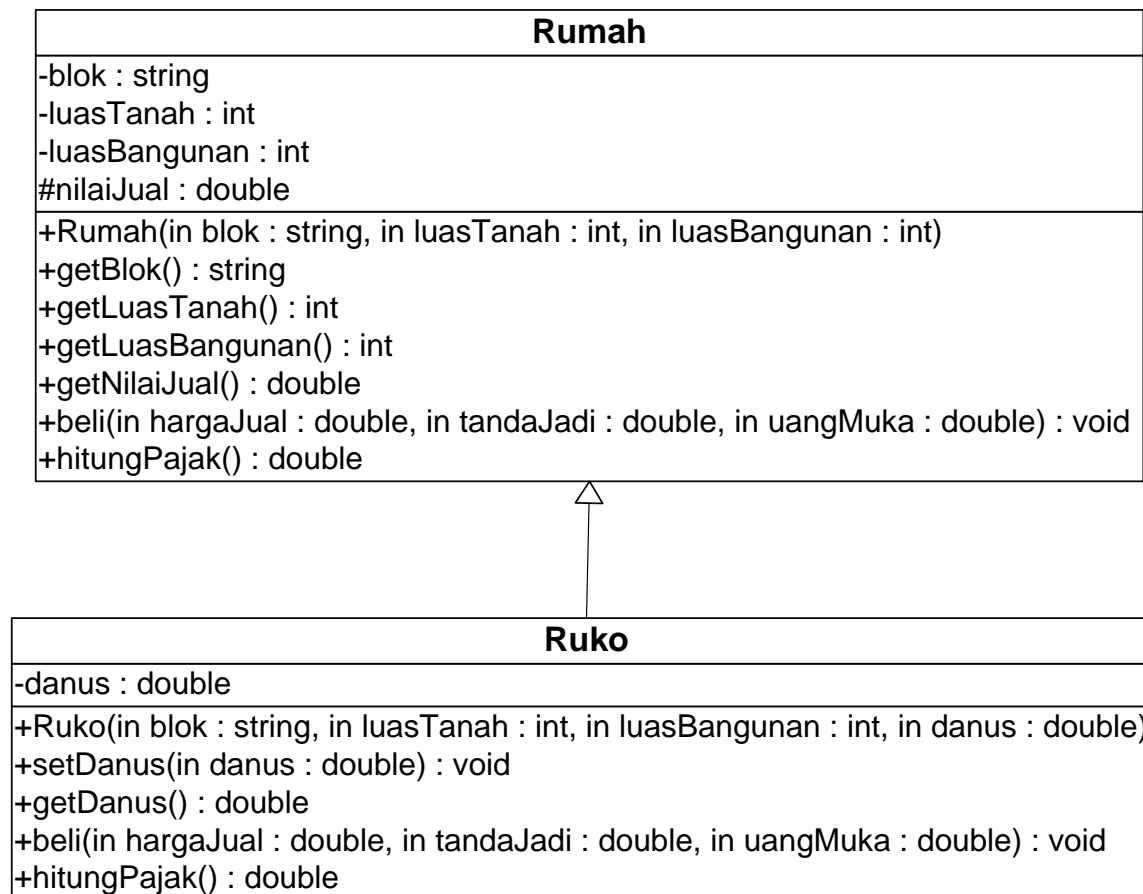 Rumah
-blok : string
-luasTanah : int
-luasBangunan : int
#nilaiJual : double
+Rumah(in blok : string, in luasTanah : int, in luasBangunan : int)
+getBlok() : string
+getLuasTanah() : int
+getLuasBangunan() : int
+getNilaiJual() : double
+beli(in hargaJual : double, in tandaJadi : double, in uangMuka : double) : void
+hitungPajak() : double
Ruko
-danus : double
+Ruko(in blok : string, in luasTanah : int, in luasBangunan : int, in danus : double)
+setDanus(in danus : double) : void
+getDanus() : double
+beli(in hargaJual : double, in tandaJadi : double, in uangMuka : double) : void
+hitungPajak() : double